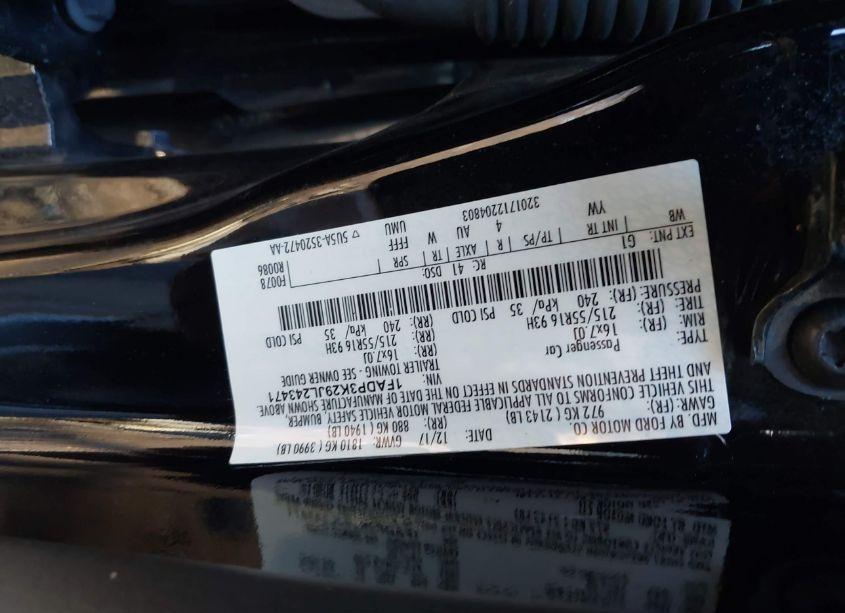 MFD. BY FORD MOTOR CO.
DATE: 12/17 GVWR: 1810 KG ( 3990 LB)
GAWR: (FR): 972 KG ( 2143 LB) (RR): 880 KG ( 1940 LB)
THIS VEHICLE CONFORMS TO ALL APPLICABLE FEDERAL MOTOR VEHICLE SAFETY, BUMPER
AND THEFT PREVENTION STANDARDS IN EFFECT ON THE DATE OF MANUFACTURE SHOWN ABOVE.
VIN: 1FADP3K29JL243471
TYPE: Passenger Car TRAILER TOWING - SEE OWNER GUIDE
RIM: (FR): 16x7.0J (RR): 16x7.0J
TIRE: (FR): 215/55R16 93H (RR): 215/55R16 93H
PRESSURE: (FR): 240 kPa/ 35 PSI COLD (RR): 240 kPa/ 35 PSI COLD
F0078
EXT PNT: G1 RC: 41 DSO: R0086
WB INT TR TP/PS R AXLE TR SPR
YW 4 AU W FFFF
UMU
3201712204803 ▽ 5U5A-3520472-AA